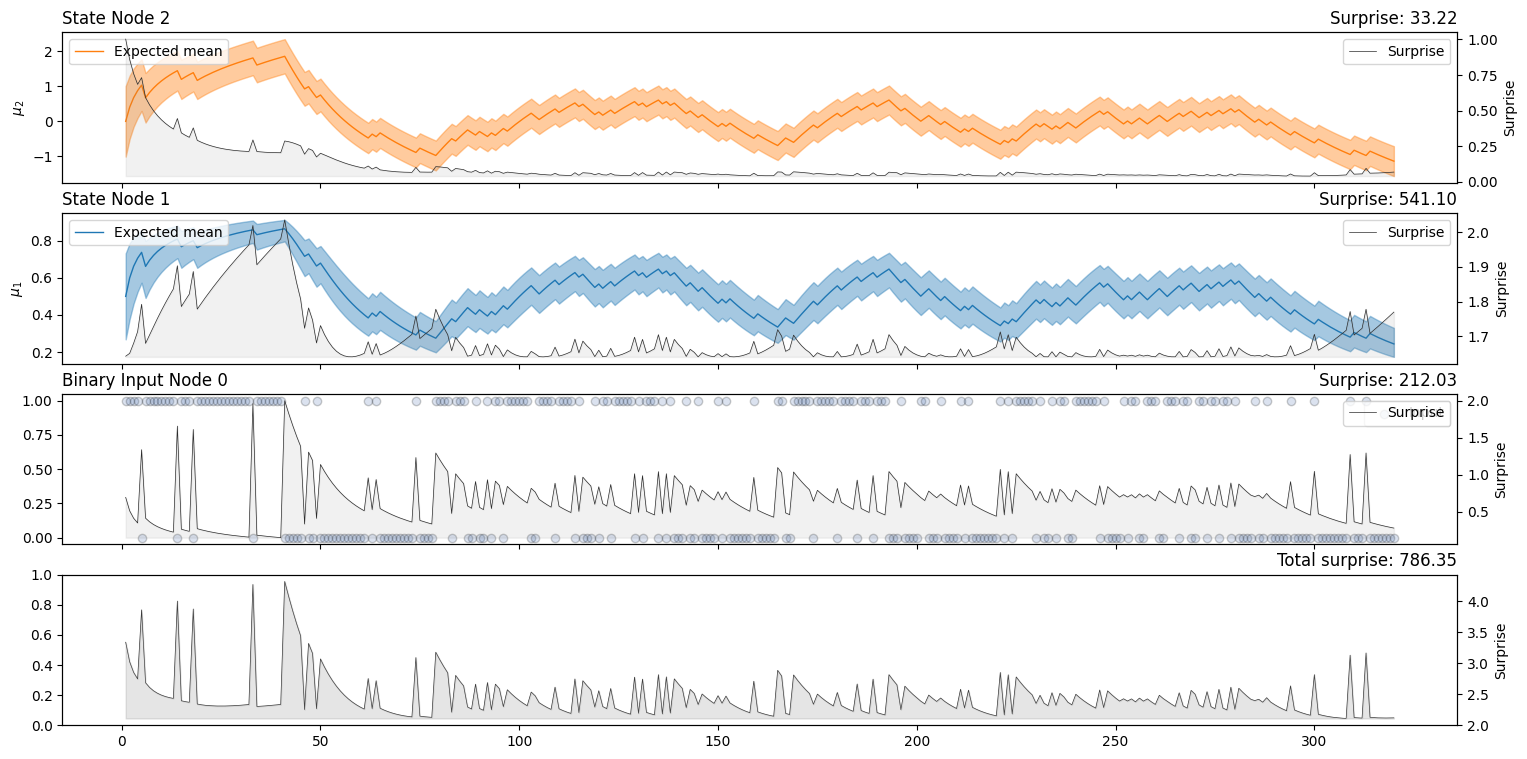 State Node 2 Surprise: 33.22
Expected mean
Surprise
2
1
0
−1
μ2
1.00
0.75
0.50
0.25
0.00
Surprise
State Node 1 Surprise: 541.10
Expected mean
Surprise
0.8
0.6
0.4
0.2
μ1
2.0
1.9
1.8
1.7
Surprise
Binary Input Node 0 Surprise: 212.03
Surprise
1.00
0.75
0.50
0.25
0.00
2.0
1.5
1.0
0.5
Surprise
Total surprise: 786.35
1.0
0.8
0.6
0.4
0.2
0.0
4.0
3.5
3.0
2.5
2.0
Surprise
0 50 100 150 200 250 300